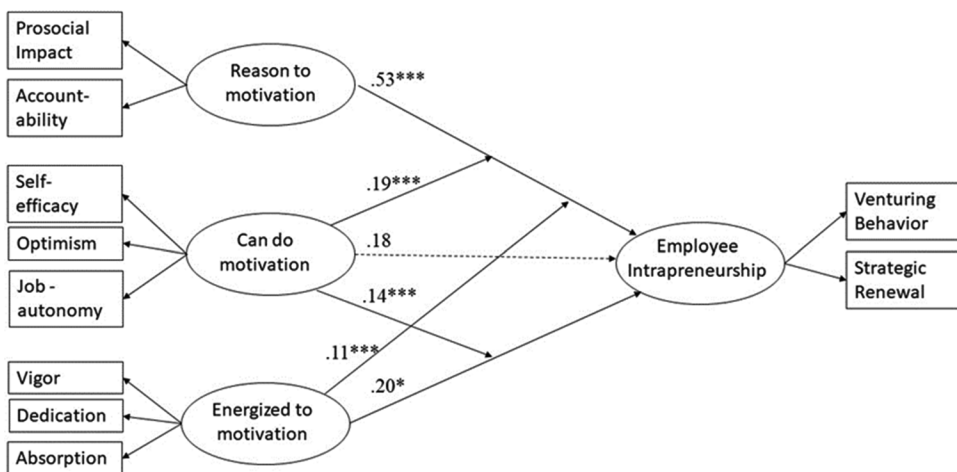 Prosocial
Impact
Account-
ability
Reason to
motivation
.53***
Self-
efficacy
Optimism
Job -
autonomy
Can do
motivation
.19***
.18
.14***
Vigor
Dedication
Absorption
Energized to
motivation
.11***
.20*
Employee
Intrapreneurship
Venturing
Behavior
Strategic
Renewal